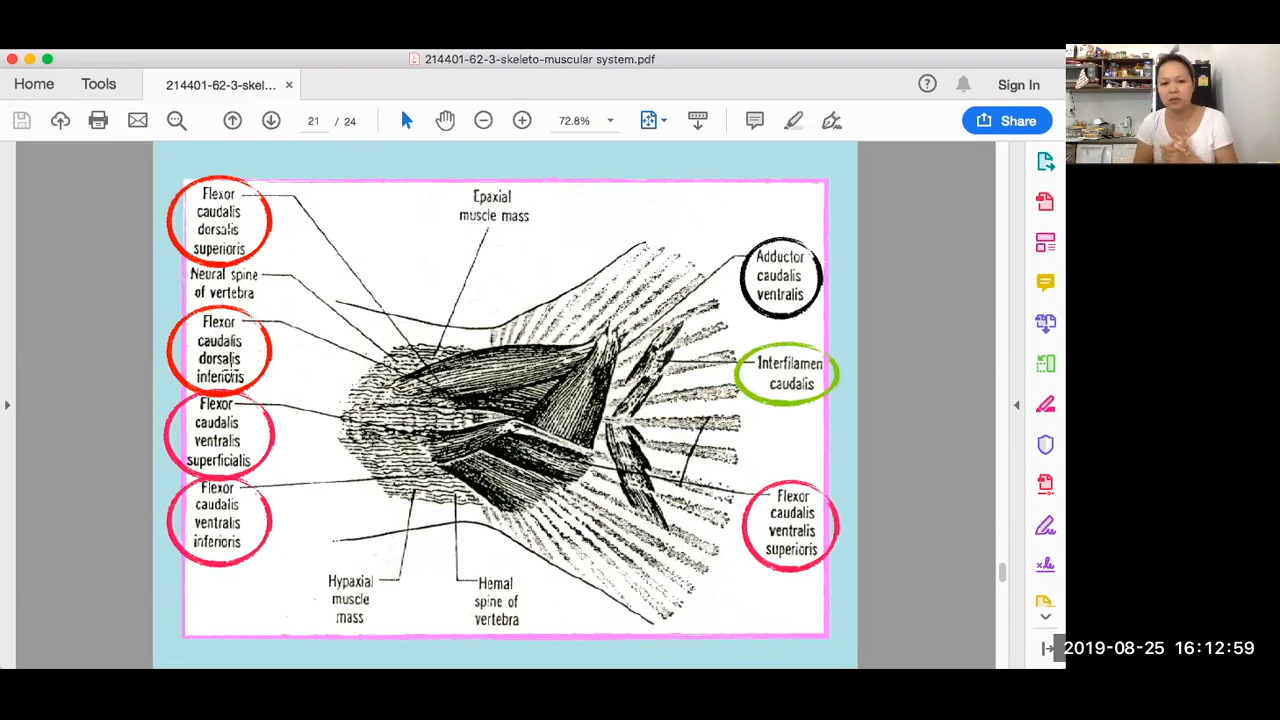 214401-62-3-skeleto-muscular system.pdf
Home
Tools
214401-62-3-skel...
Sign In
21 / 24
72.8%
Share
Flexor
caudalis
dorsalis
superioris
Neural spine
of vertebra
Flexor
caudalis
dorsalis
inferioris
Flexor
caudalis
ventralis
superficialis
Flexor
caudalis
ventralis
inferioris
Epaxial
muscle mass
Adductor
caudalis
ventralis
Interfilamen
caudalis
Flexor
caudalis
ventralis
superioris
Hypaxial
muscle
mass
Hemal
spine of
vertebra
2019-08-25 16:12:59